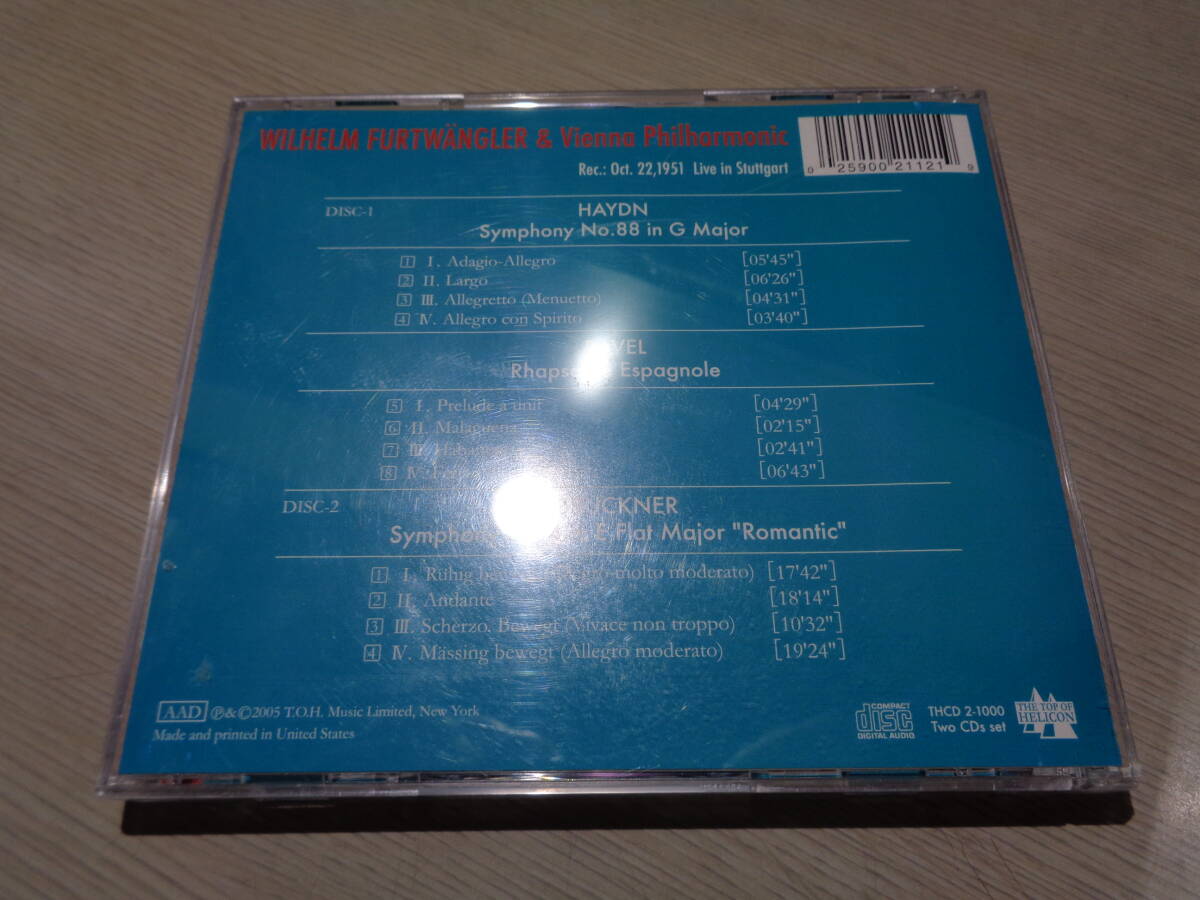 WILHELM FURTWÄNGLER & Vienna Philharmonic
Rec.: Oct. 22,1951 Live in Stuttgart
0 25900 21121 9
DISC-1 HAYDN
Symphony No.88 in G Major
1 I. Adagio-Allegro [05'45"]
2 II. Largo [06'26"]
3 III. Allegretto (Menuetto) [04'31"]
4 IV. Allegro con Spirito [03'40"]
Espagnole
5 I. Prelude a unit [04'29"]
6 II. Malaguena [02'15"]
7 III. [02'41"]
8 IV. [06'43"]
DISC-2
E Flat Major "Romantic"
1 I. Ruhig molto moderato) [17'42"]
2 II. Andante [18'14"]
3 III. Scherzo. Bewegt (Vivace non troppo) [10'32"]
4 IV. Mässing bewegt (Allegro moderato) [19'24"]
AAD ℗&©2005 T.O.H. Music Limited, New York
Made and printed in United States
COMPACT disc DIGITAL AUDIO
THCD 2-1000
Two CDs set
THE TOP OF HELICON